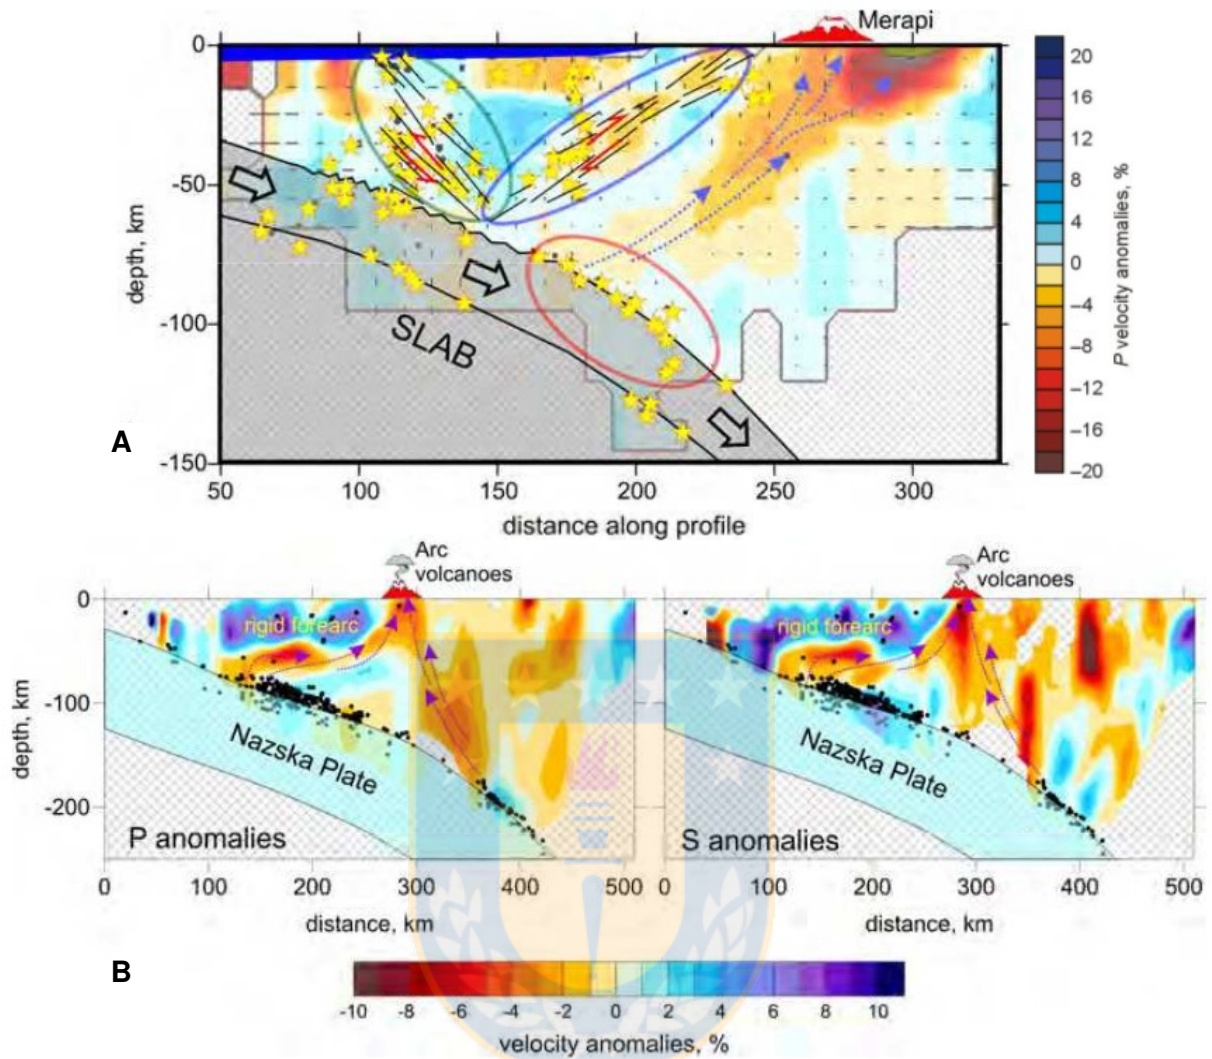 Merapi
0
-50
-100
-150
depth, km
SLAB
A
50 100 150 200 250 300
distance along profile
20
16
12
8
4
0
–4
–8
–12
–16
–20
P velocity anomalies, %
Arc
volcanoes
Arc
volcanoes
0
-100
-200
depth, km
rigid forearc
Nazska Plate
P anomalies
0 100 200 300 400 500
distance, km
rigid forearc
Nazska Plate
S anomalies
0 100 200 300 400 500
distance, km
B
-10 -8 -6 -4 -2 0 2 4 6 8 10
velocity anomalies, %